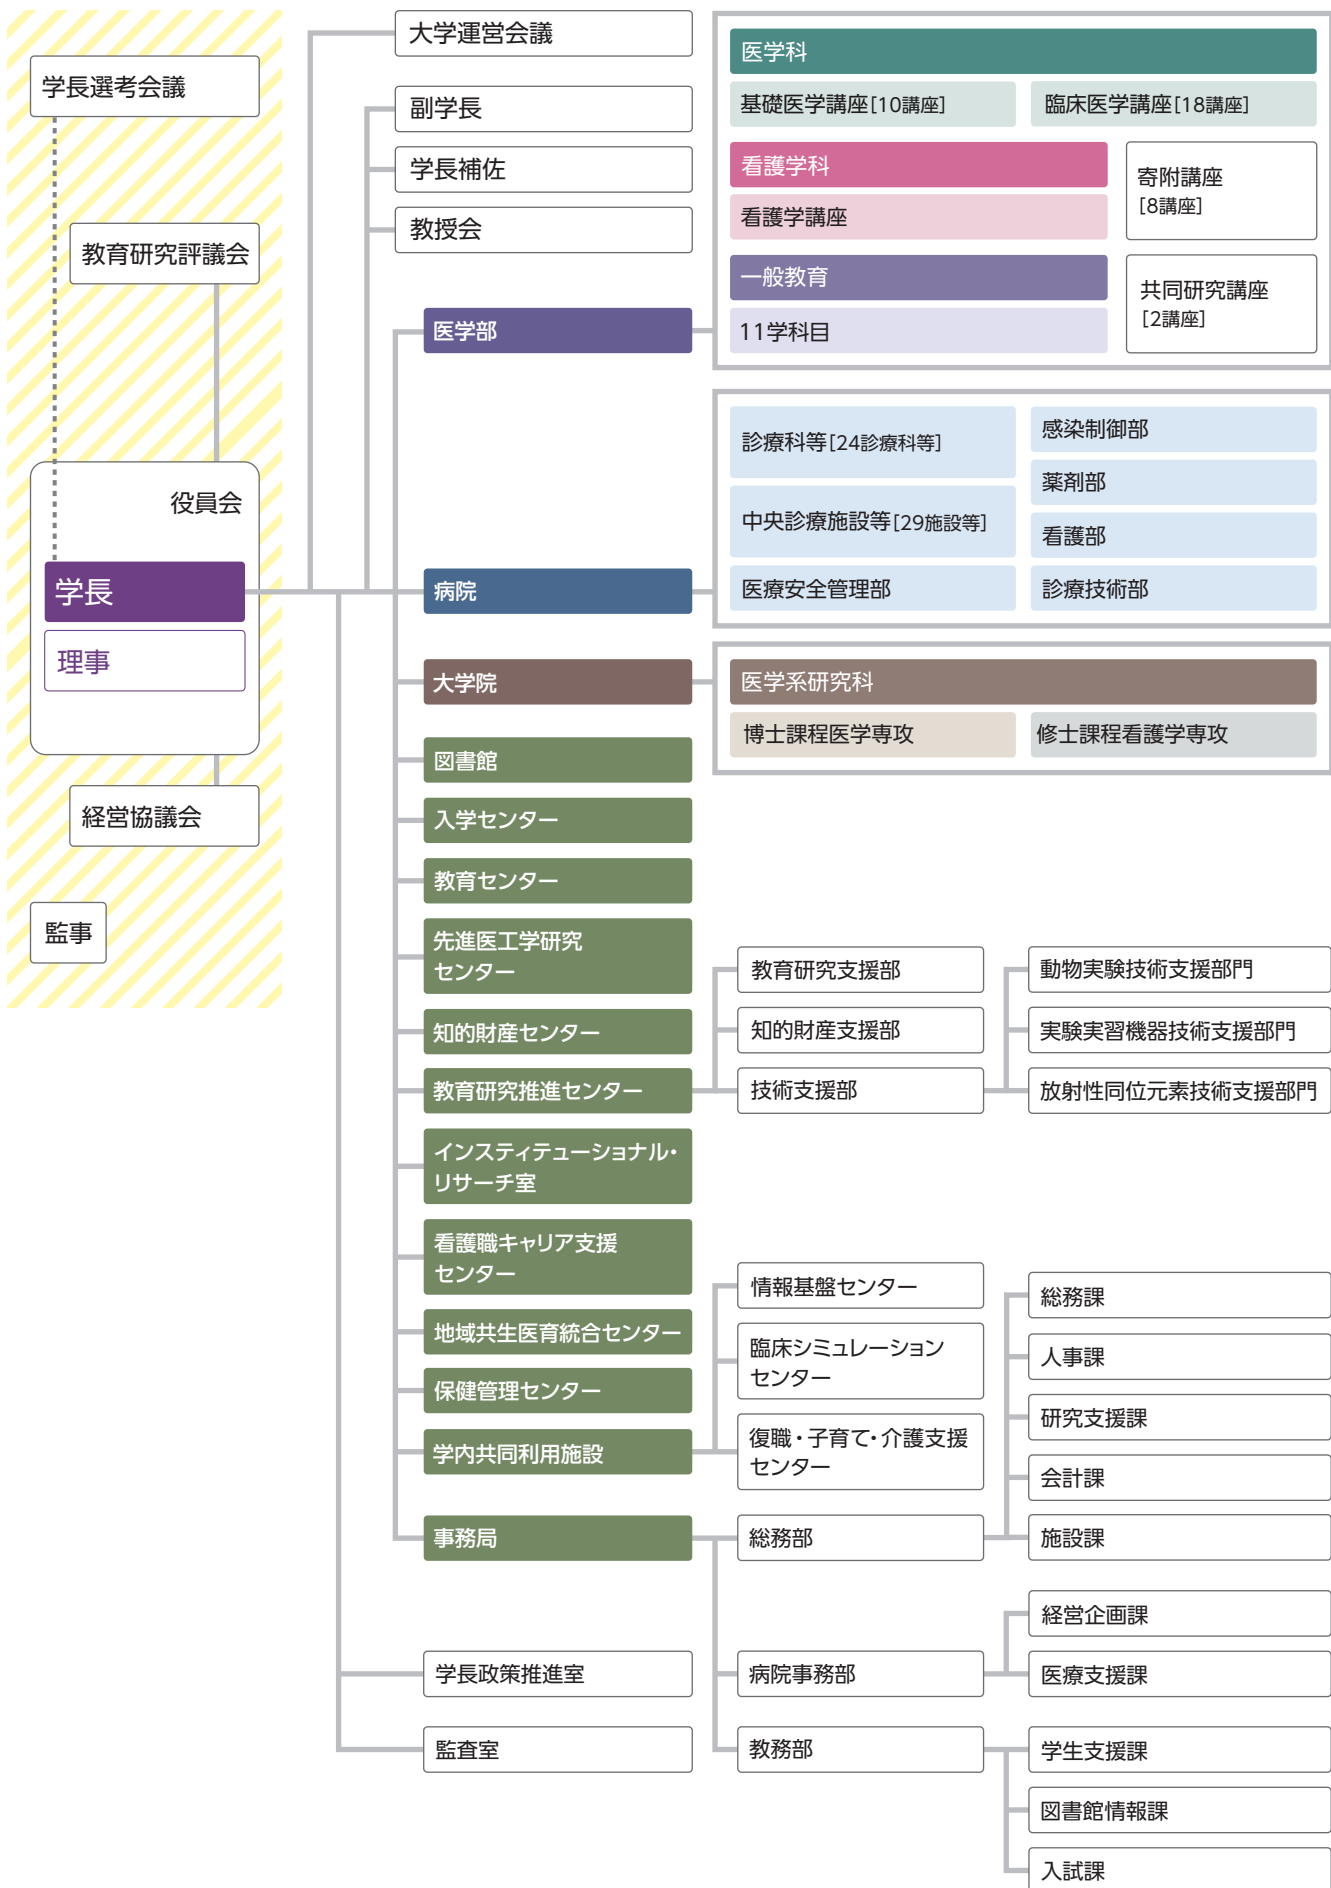 学長選考会議
教育研究評議会
役員会
学長
理事
経営協議会
監事
大学運営会議
副学長
学長補佐
教授会
医学部
医学科
基礎医学講座[10講座]
臨床医学講座[18講座]
看護学科
看護学講座
寄附講座
[8講座]
一般教育
11学科目
共同研究講座
[2講座]
病院
診療科等[24診療科等]
中央診療施設等[29施設等]
医療安全管理部
感染制御部
薬剤部
看護部
診療技術部
大学院
医学系研究科
博士課程医学専攻
修士課程看護学専攻
図書館
入学センター
教育センター
先進医工学研究
センター
知的財産センター
教育研究推進センター
教育研究支援部
知的財産支援部
技術支援部
動物実験技術支援部門
実験実習機器技術支援部門
放射性同位元素技術支援部門
インスティテューショナル・
リサーチ室
看護職キャリア支援
センター
地域共生医育統合センター
保健管理センター
学内共同利用施設
情報基盤センター
臨床シミュレーション
センター
復職・子育て・介護支援
センター
事務局
総務部
総務課
人事課
研究支援課
会計課
施設課
病院事務部
経営企画課
医療支援課
教務部
学生支援課
図書館情報課
入試課
学長政策推進室
監査室